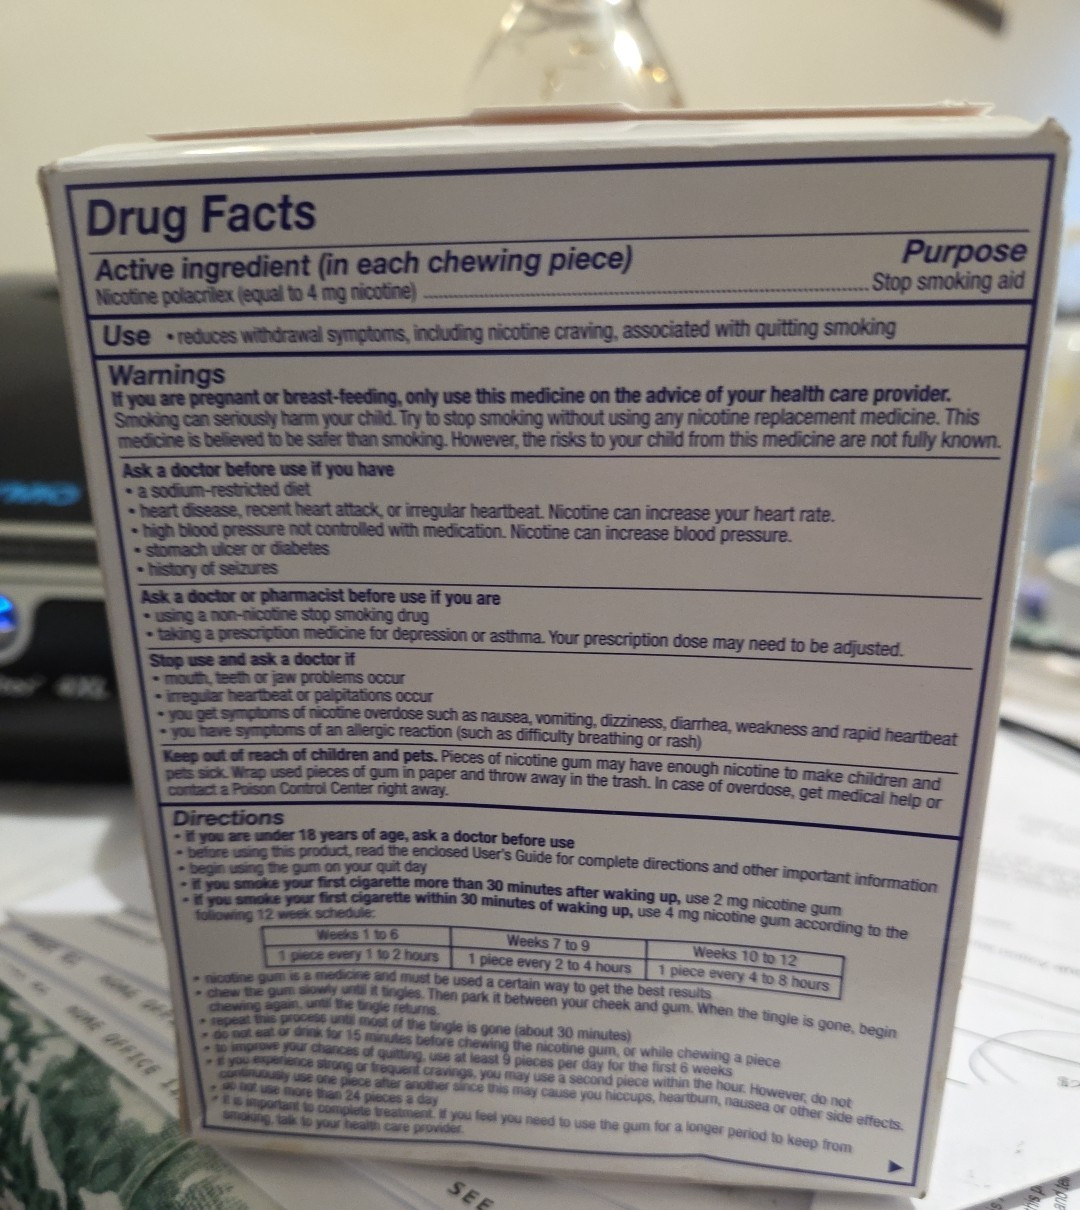 Drug Facts
Active ingredient (in each chewing piece)
Purpose
Nicotine polacrilex (equal to 4 mg nicotine) ........ Stop smoking aid
Use • reduces withdrawal symptoms, including nicotine craving, associated with quitting smoking
Warnings
If you are pregnant or breast-feeding, only use this medicine on the advice of your health care provider.
Smoking can seriously harm your child. Try to stop smoking without using any nicotine replacement medicine. This
medicine is believed to be safer than smoking. However, the risks to your child from this medicine are not fully known.
Ask a doctor before use if you have
• a sodium-restricted diet
• heart disease, recent heart attack, or irregular heartbeat. Nicotine can increase your heart rate.
• high blood pressure not controlled with medication. Nicotine can increase blood pressure.
• stomach ulcer or diabetes
• history of seizures
Ask a doctor or pharmacist before use if you are
• using a non-nicotine stop smoking drug
• taking a prescription medicine for depression or asthma. Your prescription dose may need to be adjusted.
Stop use and ask a doctor if
• mouth, teeth or jaw problems occur
• irregular heartbeat or palpitations occur
• you get symptoms of nicotine overdose such as nausea, vomiting, dizziness, diarrhea, weakness and rapid heartbeat
• you have symptoms of an allergic reaction (such as difficulty breathing or rash)
Keep out of reach of children and pets. Pieces of nicotine gum may have enough nicotine to make children and
pets sick. Wrap used pieces of gum in paper and throw away in the trash. In case of overdose, get medical help or
contact a Poison Control Center right away.
Directions
• if you are under 18 years of age, ask a doctor before use
• before using this product, read the enclosed User's Guide for complete directions and other important information
• begin using the gum on your quit day
• if you smoke your first cigarette more than 30 minutes after waking up, use 2 mg nicotine gum
• if you smoke your first cigarette within 30 minutes of waking up, use 4 mg nicotine gum according to the
following 12 week schedule:
Weeks 1 to 6 Weeks 7 to 9 Weeks 10 to 12
1 piece every 1 to 2 hours 1 piece every 2 to 4 hours 1 piece every 4 to 8 hours
• nicotine gum is a medicine and must be used a certain way to get the best results
• chew the gum slowly until it tingles. Then park it between your cheek and gum. When the tingle is gone, begin
chewing again, until the tingle returns.
• repeat this process until most of the tingle is gone (about 30 minutes)
• do not eat or drink for 15 minutes before chewing the nicotine gum, or while chewing a piece
• to improve your chances of quitting, use at least 9 pieces per day for the first 6 weeks
• if you experience strong or frequent cravings, you may use a second piece within the hour. However, do not
continuously use one piece after another since this may cause you hiccups, heartburn, nausea or other side effects.
• do not use more than 24 pieces a day
• it is important to complete treatment. If you feel you need to use the gum for a longer period to keep from
smoking, talk to your health care provider.
4XL
HOME OFFICE
SEE